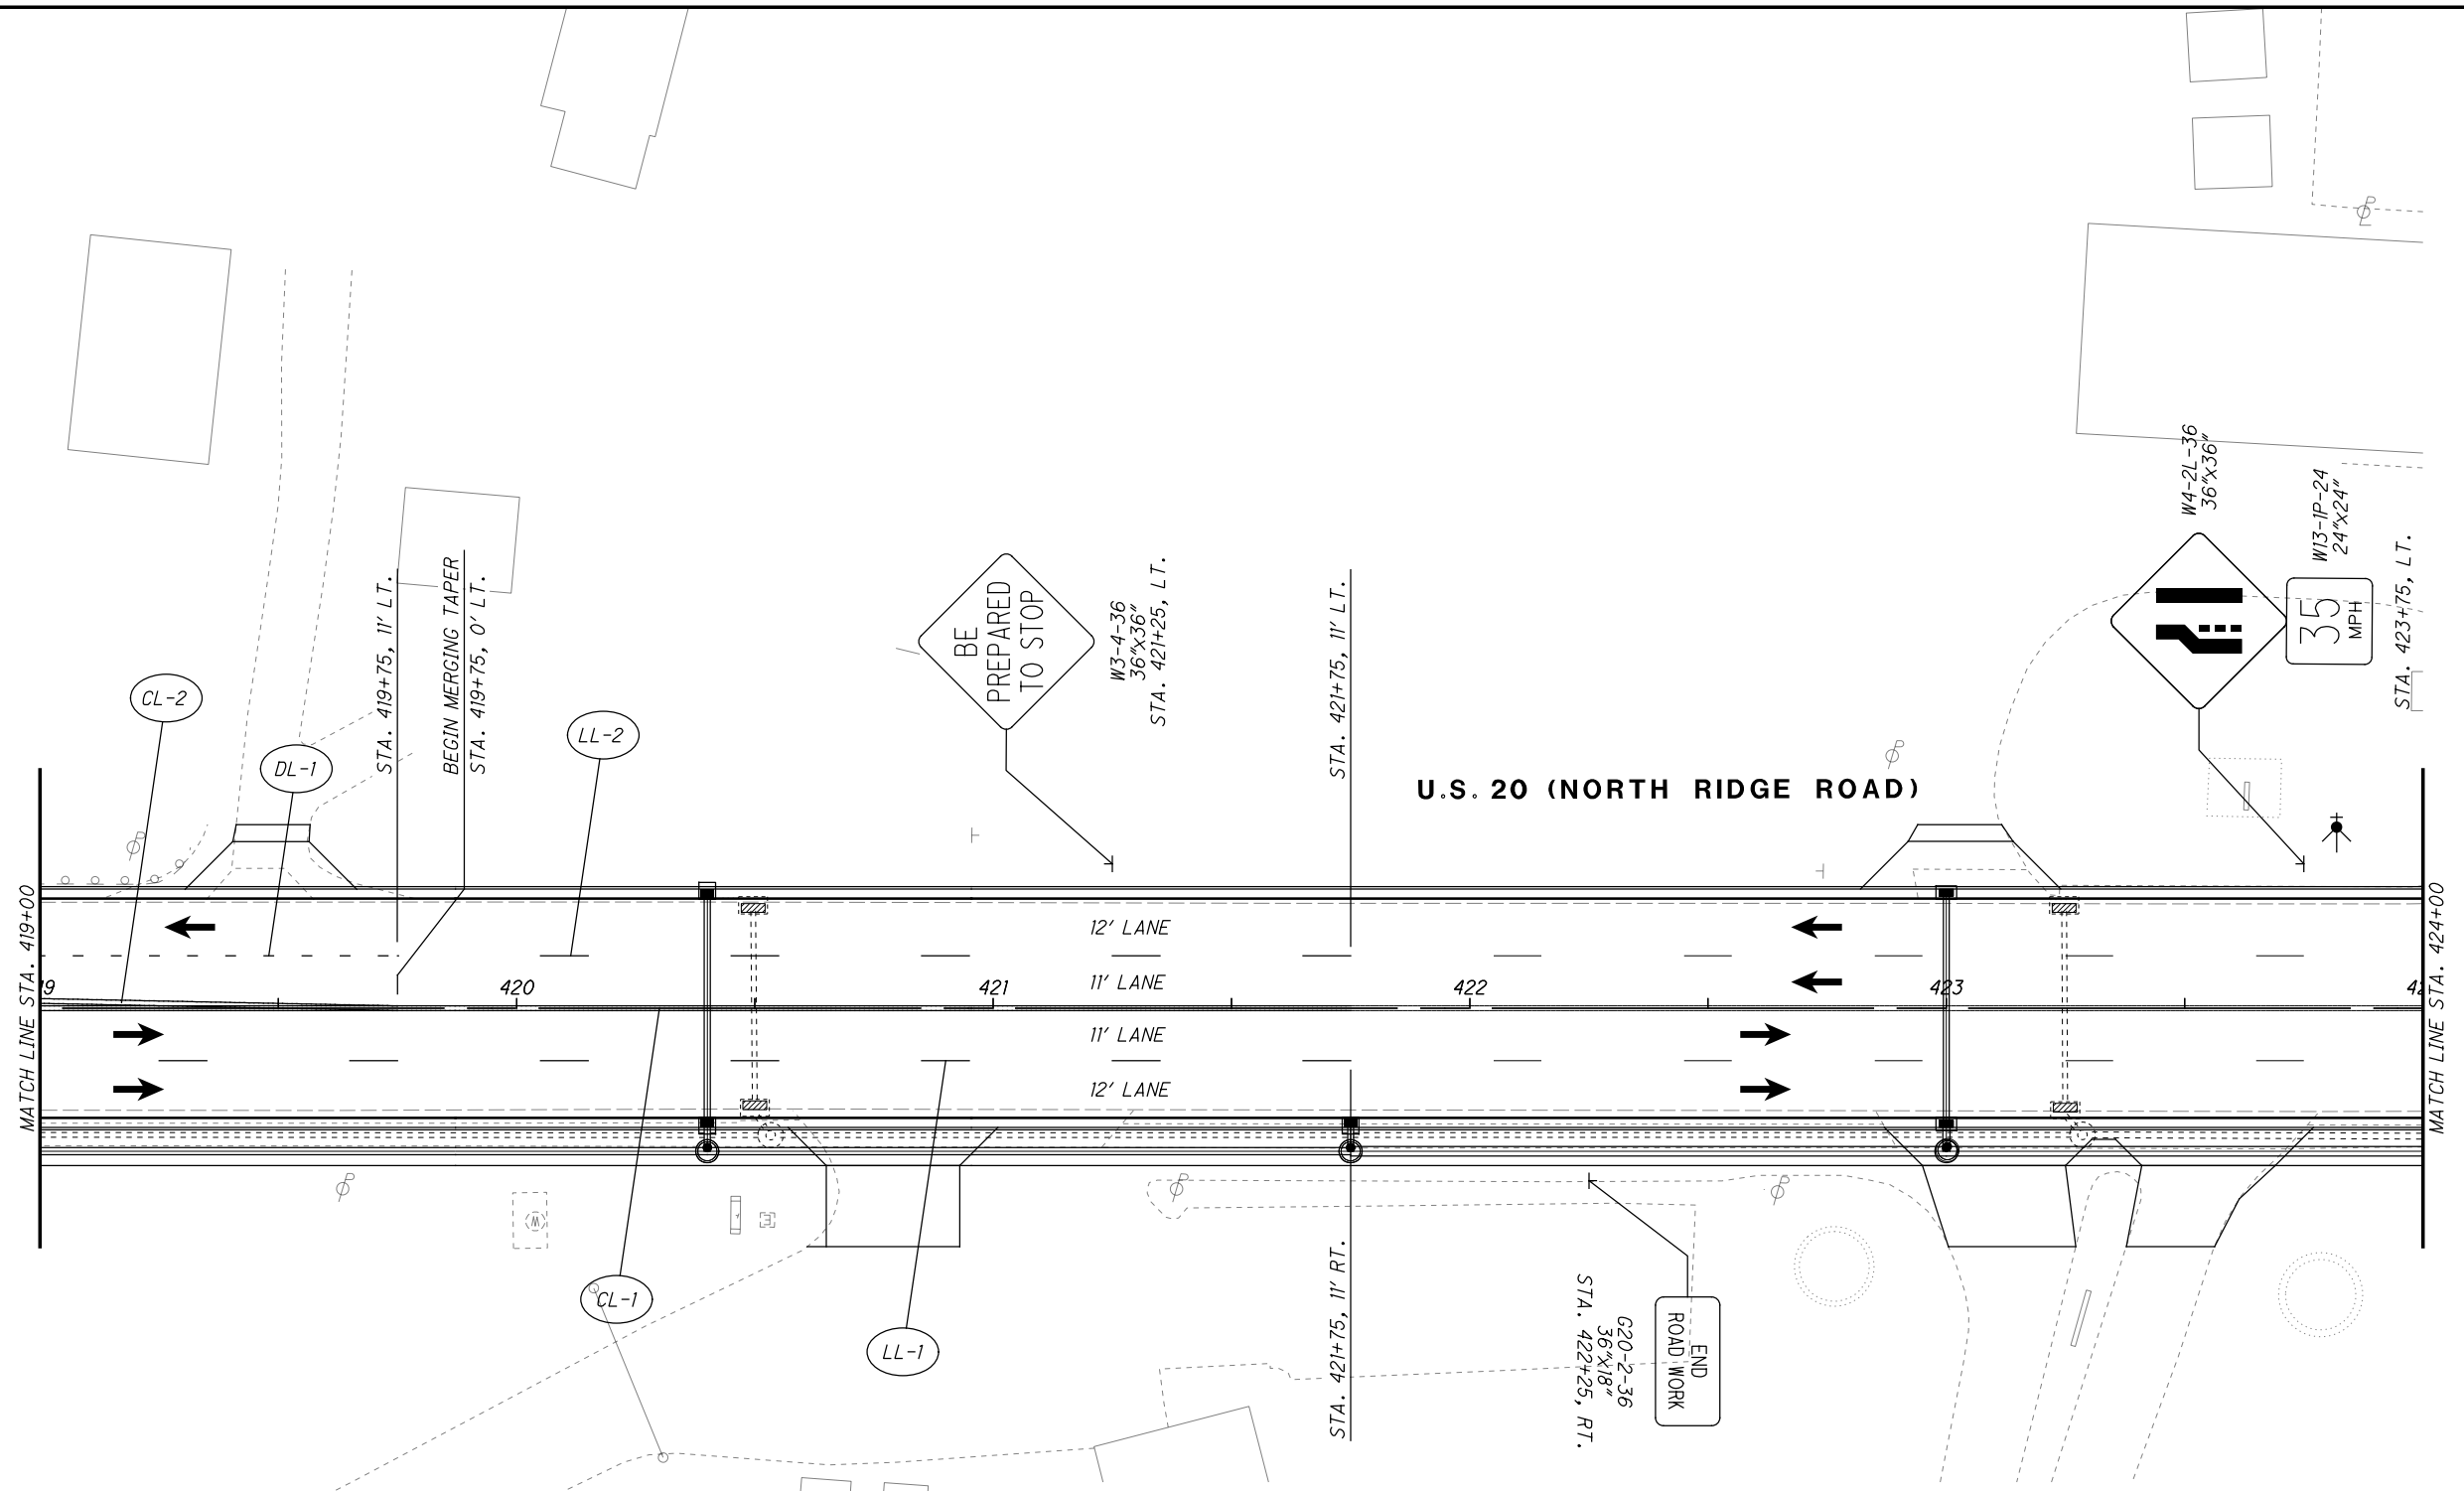 W4-2L-36
36"x36"
W13-1P-24
24"x24"
35
MPH
STA. 423+75, LT.
BE
PREPARED
TO STOP
W3-4-36
36"x36"
STA. 421+25, LT.
STA. 419+75, 11' LT.
BEGIN MERGING TAPER
STA. 419+75, 0' LT.
STA. 421+75, 11' LT.
CL-2
DL-1
LL-2
U.S. 20 (NORTH RIDGE ROAD)
MATCH LINE STA. 419+00
MATCH LINE STA. 424+00
12' LANE
11' LANE
19
420
421
422
423
42
11' LANE
12' LANE
W
E
CL-1
LL-1
STA. 421+75, 11' RT.
END
ROAD WORK
G20-2-36
36"x18"
STA. 422+25, RT.